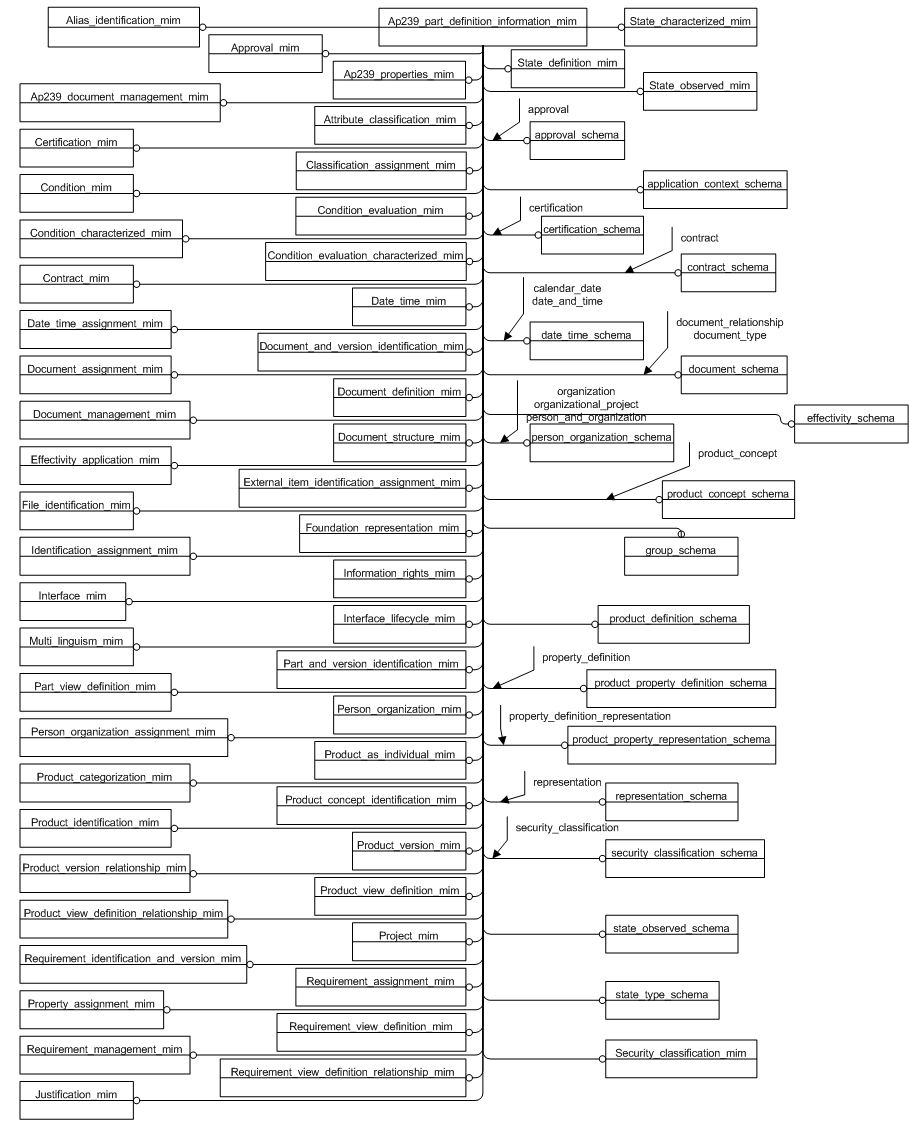 Alias_identification_mim
Ap239_part_definition_information_mim
State_characterized_mim
Approval_mim
State_definition_mim
Ap239_properties_mim
State_observed_mim
Ap239_document_management_mim
approval
Attribute_classification_mim
approval_schema
Certification_mim
Classification_assignment_mim
Condition_mim
application_context_schema
Condition_evaluation_mim
certification
Condition_characterized_mim
certification_schema
contract
Condition_evaluation_characterized_mim
contract_schema
Contract_mim
calendar_date
date_and_time
Date_time_mim
Date_time_assignment_mim
document_relationship
document_type
date_time_schema
Document_and_version_identification_mim
Document_assignment_mim
document_schema
Document_definition_mim
organization
organizational_project
person_and_organization
Document_management_mim
effectivity_schema
Document_structure_mim
person_organization_schema
product_concept
Effectivity_application_mim
External_item_identification_assignment_mim
product_concept_schema
File_identification_mim
Foundation_representation_mim
Identification_assignment_mim
group_schema
Information_rights_mim
Interface_mim
Interface_lifecycle_mim
product_definition_schema
Multi_linguism_mim
property_definition
Part_and_version_identification_mim
product_property_definition_schema
Part_view_definition_mim
Person_organization_mim
property_definition_representation
Person_organization_assignment_mim
product_property_representation_schema
Product_as_individual_mim
Product_categorization_mim
representation
Product_concept_identification_mim
representation_schema
Product_identification_mim
security_classification
Product_version_mim
security_classification_schema
Product_version_relationship_mim
Product_view_definition_mim
Product_view_definition_relationship_mim
state_observed_schema
Project_mim
Requirement_identification_and_version_mim
Requirement_assignment_mim
state_type_schema
Property_assignment_mim
Requirement_view_definition_mim
Requirement_management_mim
Security_classification_mim
Requirement_view_definition_relationship_mim
Justification_mim